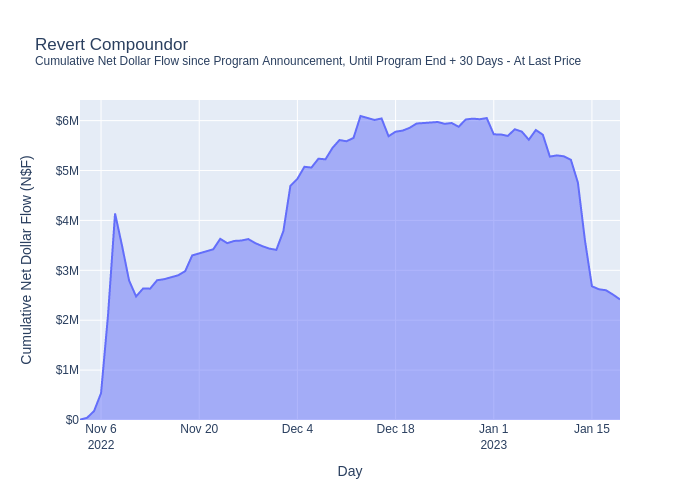 Revert Compoundor
Cumulative Net Dollar Flow since Program Announcement, Until Program End + 30 Days - At Last Price
Cumulative Net Dollar Flow (N$F)
$6M
$5M
$4M
$3M
$2M
$1M
$0
Nov 6
2022
Nov 20
Dec 4
Dec 18
Jan 1
2023
Jan 15
Day